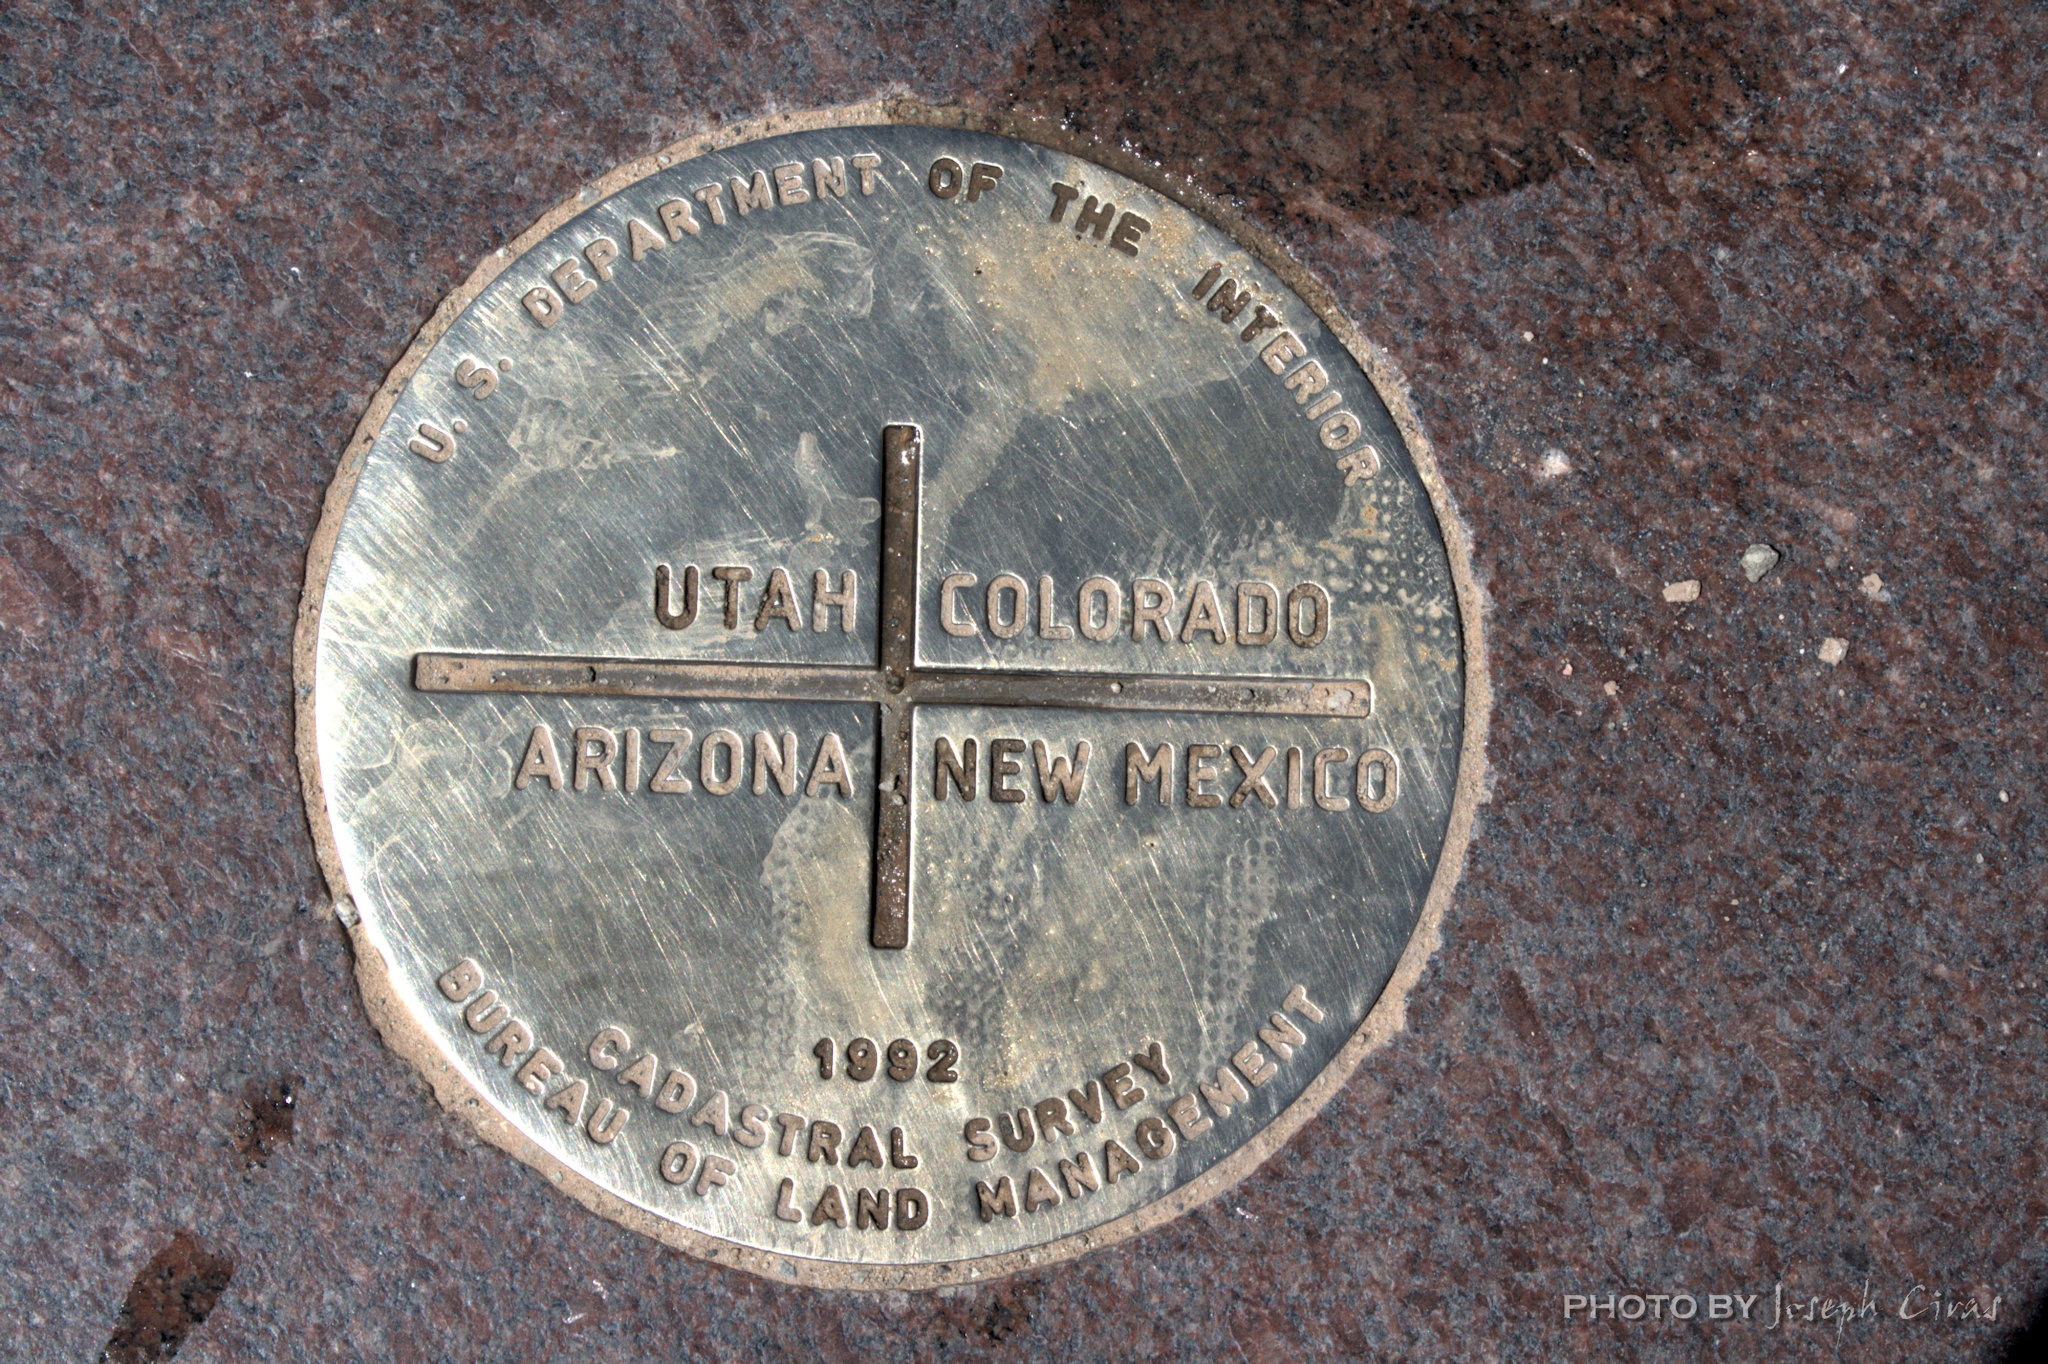 U.S. DEPARTMENT OF THE INTERIOR
UTAH COLORADO
ARIZONA NEW MEXICO
1992
CADASTRAL SURVEY
BUREAU OF LAND MANAGEMENT
PHOTO BY Joseph Ciras